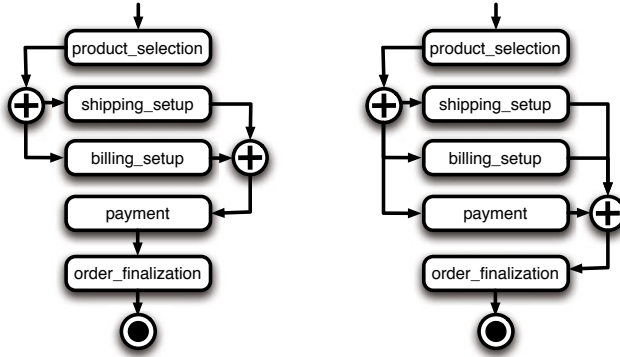 product_selection
shipping_setup
billing_setup
payment
order_finalization
product_selection
shipping_setup
billing_setup
payment
order_finalization